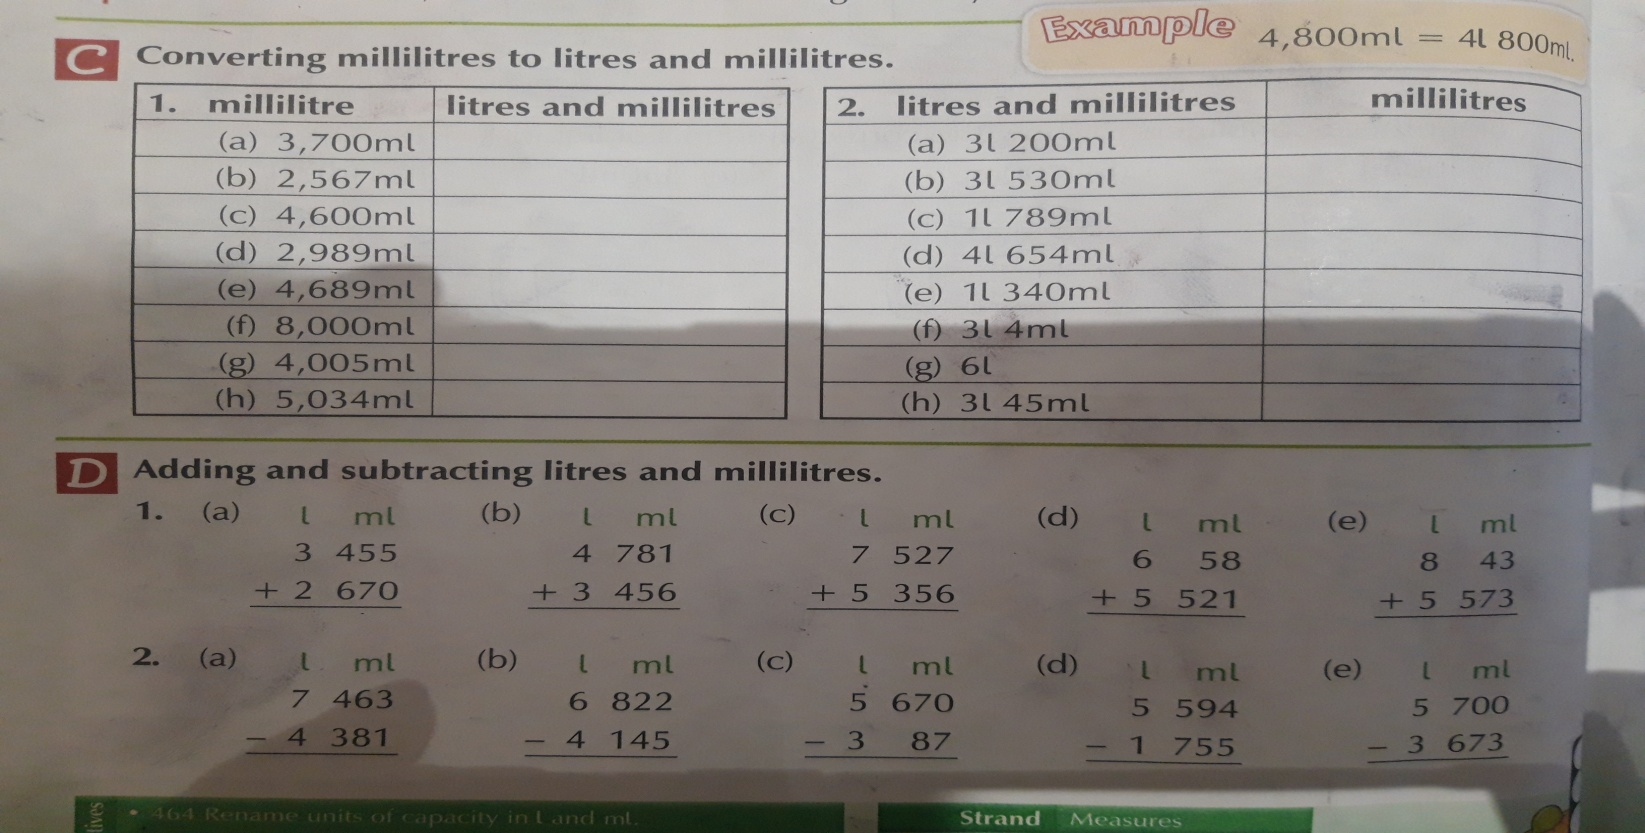 Example 4,800ml = 4l 800ml.
C Converting millilitres to litres and millilitres.
1. millilitre litres and millilitres
(a) 3,700ml
(b) 2,567ml
(c) 4,600ml
(d) 2,989ml
(e) 4,689ml
(f) 8,000ml
(g) 4,005ml
(h) 5,034ml
2. litres and millilitres millilitres
(a) 3l 200ml
(b) 3l 530ml
(c) 1l 789ml
(d) 4l 654ml
(e) 1l 340ml
(f) 3l 4ml
(g) 6l
(h) 3l 45ml
D Adding and subtracting litres and millilitres.
1. (a) l ml (b) l ml (c) l ml (d) l ml (e) l ml
3 455 4 781 7 527 6 58 8 43
+ 2 670 + 3 456 + 5 356 + 5 521 + 5 573
2. (a) l ml (b) l ml (c) l ml (d) l ml (e) l ml
7 463 6 822 5 670 5 594 5 700
− 4 381 − 4 145 − 3 87 − 1 755 − 3 673
• 464 Rename units of capacity in l and ml.
Strand Measures